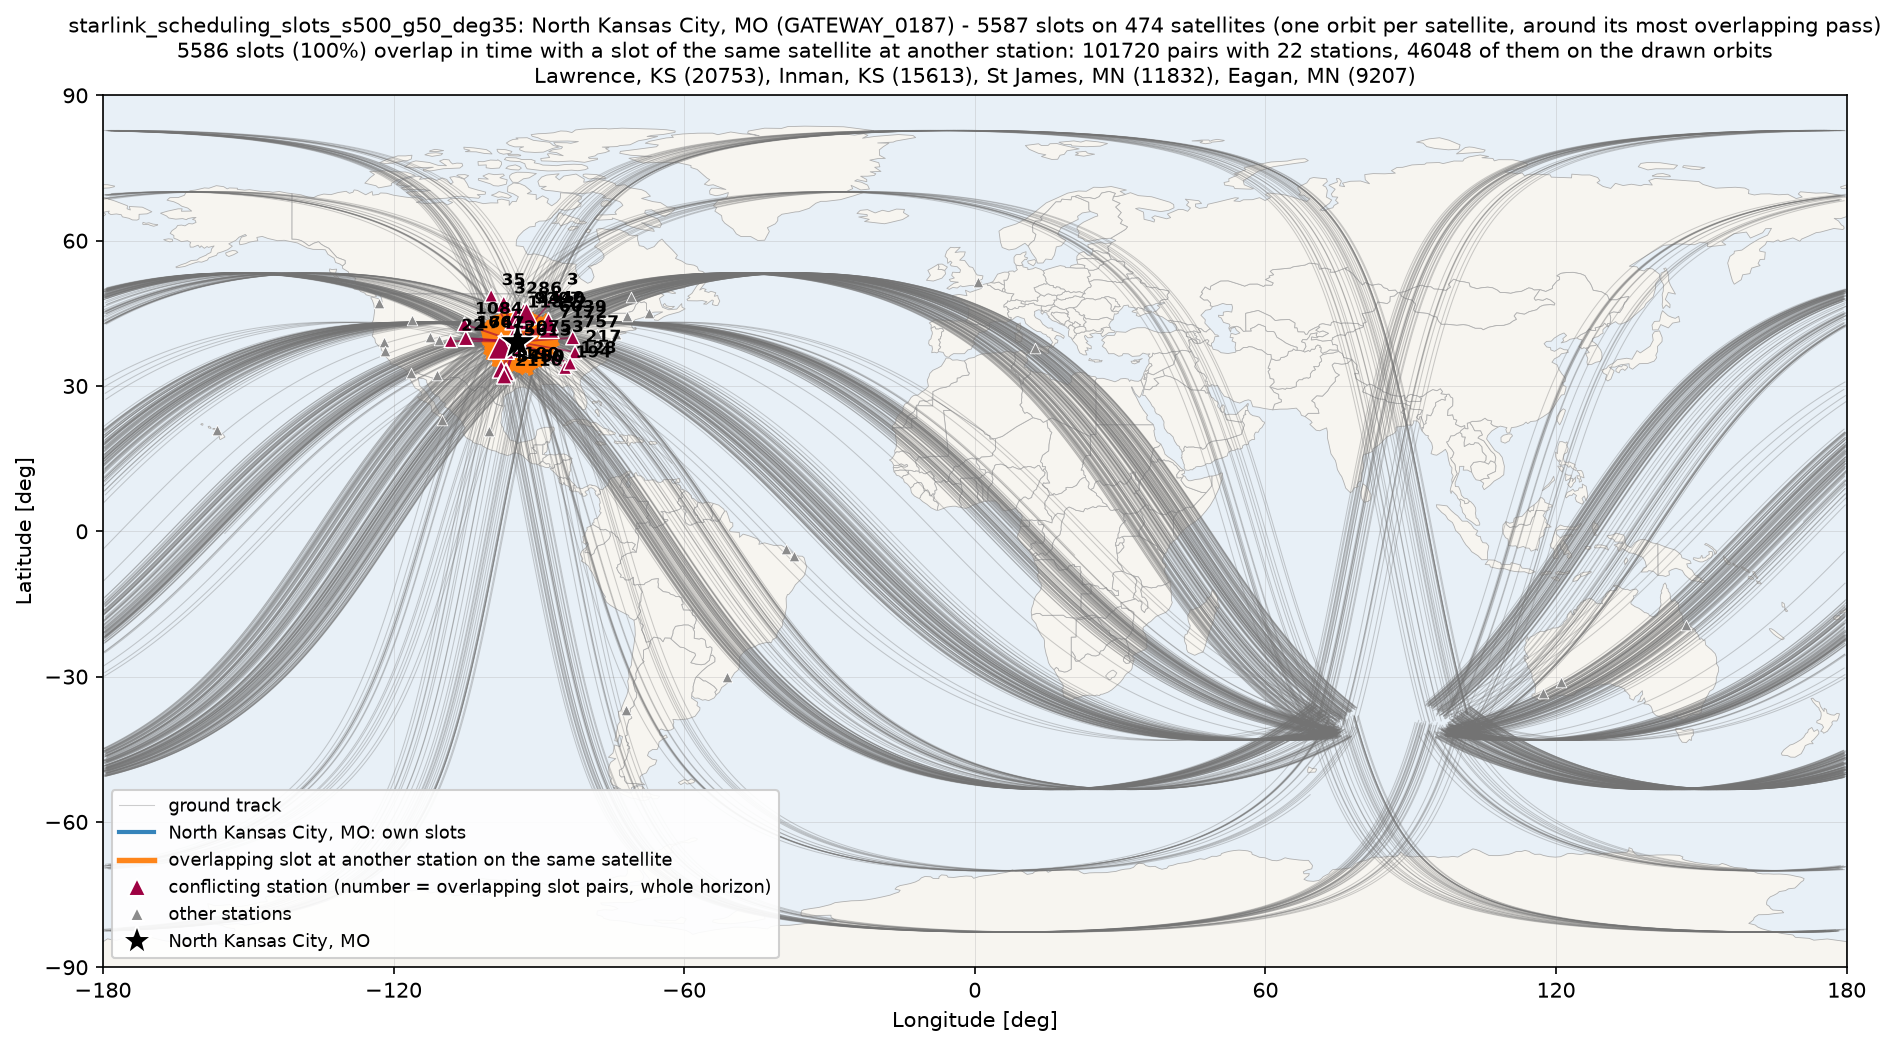 starlink_scheduling_slots_s500_g50_deg35: North Kansas City, MO (GATEWAY_0187) - 5587 slots on 474 satellites (one orbit per satellite, around its most overlapping pass)
5586 slots (100%) overlap in time with a slot of the same satellite at another station: 101720 pairs with 22 stations, 46048 of them on the drawn orbits
Lawrence, KS (20753), Inman, KS (15613), St James, MN (11832), Eagan, MN (9207)
90
60
30
0
−30
−60
−90
Latitude [deg]
35
3
3286
1084
757
217
ground track
North Kansas City, MO: own slots
overlapping slot at another station on the same satellite
conflicting station (number = overlapping slot pairs, whole horizon)
other stations
North Kansas City, MO
−180
−120
−60
0
60
120
180
Longitude [deg]